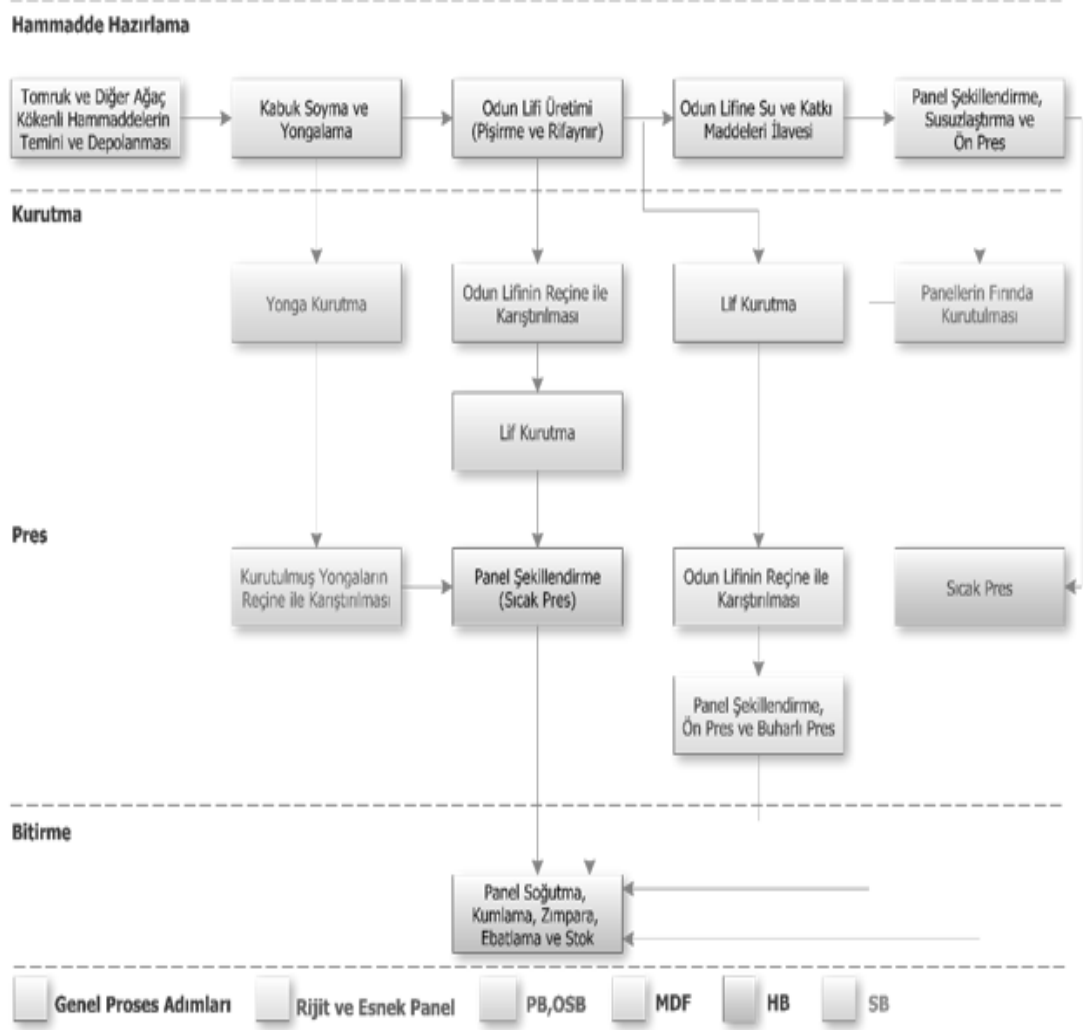 Hammadde Hazırlama
Tomruk ve Diğer Ağaç
Kökenli Hammaddelerin
Temini ve Depolanması
Kabuk Soyma ve
Yongalama
Odun Lifi Üretimi
(Pişirme ve Rifaynır)
Odun Lifine Su ve Katkı
Maddeleri İlavesi
Panel Şekillendirme,
Susuzlaştırma ve
Ön Pres
Kurutma
Yonga Kurutma
Odun Lifinin Reçine ile
Karıştırılması
Lif Kurutma
Panellerin Fırında
Kurutulması
Lif Kurutma
Pres
Kurutulmuş Yongaların
Reçine ile Karıştırılması
Panel Şekillendirme
(Sıcak Pres)
Odun Lifinin Reçine ile
Karıştırılması
Sıcak Pres
Panel Şekillendirme,
Ön Pres ve Buharlı Pres
Bitirme
Panel Soğutma,
Kumlama, Zımpara,
Ebatlama ve Stok
Genel Proses Adımları
Rijit ve Esnek Panel
PB,OSB
MDF
HB
SB